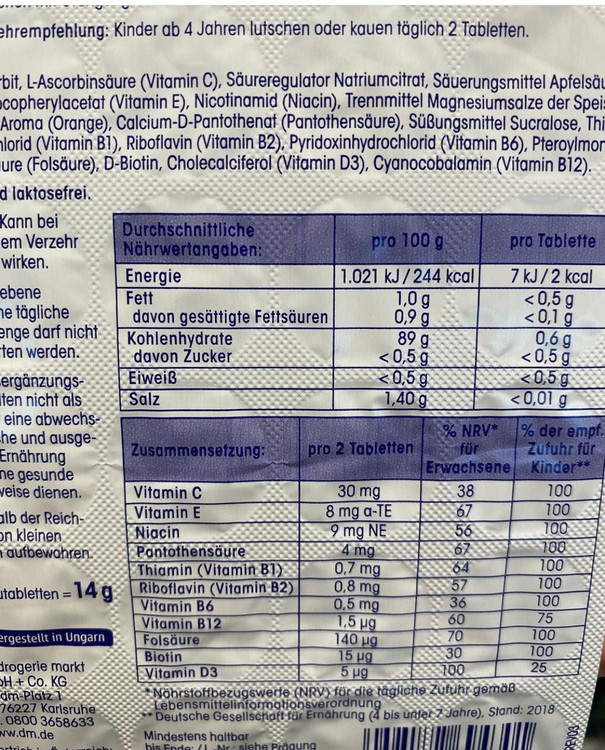 ehrempfehlung: Kinder ab 4 Jahren lutschen oder kauen täglich 2 Tabletten.
rbit, L-Ascorbinsäure (Vitamin C), Säureregulator Natriumcitrat, Säuerungsmittel Apfelsäu
ocopherylacetat (Vitamin E), Nicotinamid (Niacin), Trennmittel Magnesiumsalze der Speis
Aroma (Orange), Calcium-D-Pantothenat (Pantothensäure), Süßungsmittel Sucralose, Thi
hlorid (Vitamin B1), Riboflavin (Vitamin B2), Pyridoxinhydrochlorid (Vitamin B6), Pteroylmon
ure (Folsäure), D-Biotin, Cholecalciferol (Vitamin D3), Cyanocobalamin (Vitamin B12).
d laktosefrei.
Kann bei
em Verzehr
wirken.
ebene
ne tägliche
enge darf nicht
ten werden.
ergänzungs-
lten nicht als
eine abwechs-
he und ausge-
Ernährung
ne gesunde
veise dienen.
alb der Reich-
on kleinen
aufbewahren.
utabletten = 14 g
ergestellt in Ungarn
drogerie markt
bH + Co. KG
dm-Platz 1
76227 Karlsruhe
0800 3658633
ww.dm.de
Durchschnittliche
Nährwertangaben: pro 100 g pro Tablette
Energie 1.021 kJ / 244 kcal 7 kJ / 2 kcal
Fett 1,0 g < 0,5 g
davon gesättigte Fettsäuren 0,9 g < 0,1 g
Kohlenhydrate 89 g 0,6 g
davon Zucker < 0,5 g < 0,5 g
Eiweiß < 0,5 g < 0,5 g
Salz 1,40 g < 0,01 g
Zusammensetzung: pro 2 Tabletten % NRV* für Erwachsene % der empf. Zufuhr für Kinder**
Vitamin C 30 mg 38 100
Vitamin E 8 mg α-TE 67 100
Niacin 9 mg NE 56 100
Pantothensäure 4 mg 67 100
Thiamin (Vitamin B1) 0,7 mg 64 100
Riboflavin (Vitamin B2) 0,8 mg 57 100
Vitamin B6 0,5 mg 36 100
Vitamin B12 1,5 µg 60 75
Folsäure 140 µg 70 100
Biotin 15 µg 30 100
Vitamin D3 5 µg 100 25
* Nährstoffbezugswerte (NRV) für die tägliche Zufuhr gemäß
Lebensmittelinformationsverordnung
** Deutsche Gesellschaft für Ernährung (4 bis unter 7 Jahre), Stand: 2018
Mindestens haltbar
bis Ende: / L.-Nr.: siehe Prägung